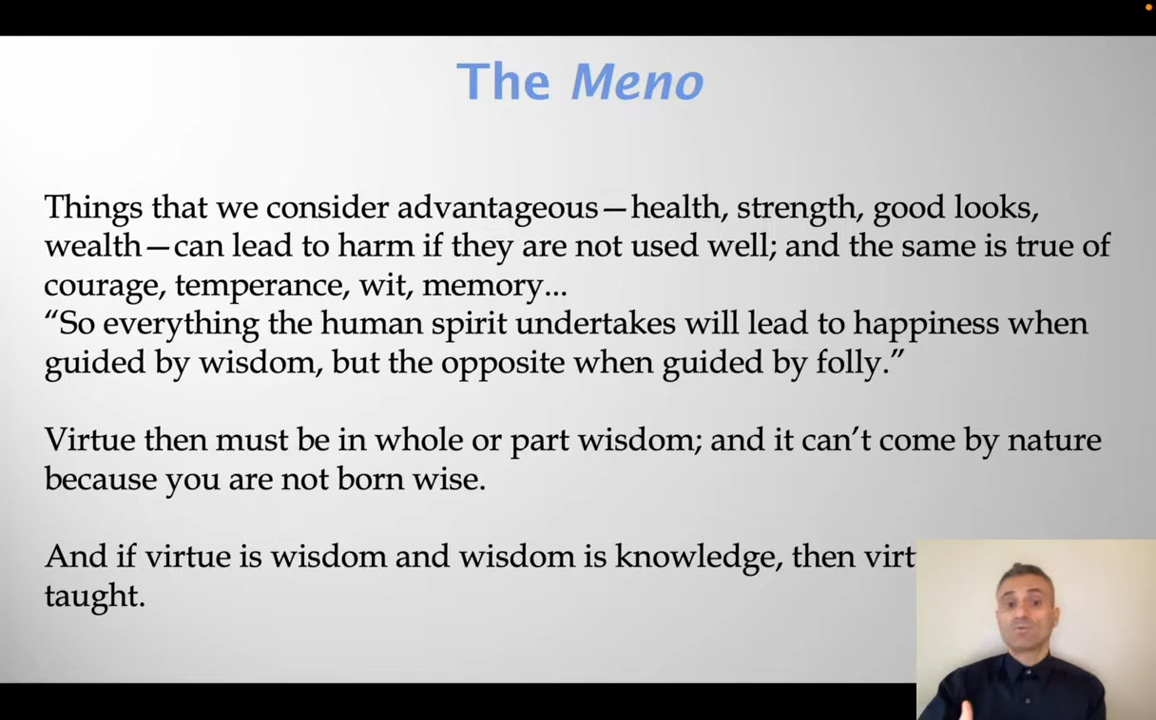 The Meno
Things that we consider advantageous—health, strength, good looks,
wealth—can lead to harm if they are not used well; and the same is true of
courage, temperance, wit, memory...
“So everything the human spirit undertakes will lead to happiness when
guided by wisdom, but the opposite when guided by folly.”
Virtue then must be in whole or part wisdom; and it can’t come by nature
because you are not born wise.
And if virtue is wisdom and wisdom is knowledge, then
taught.